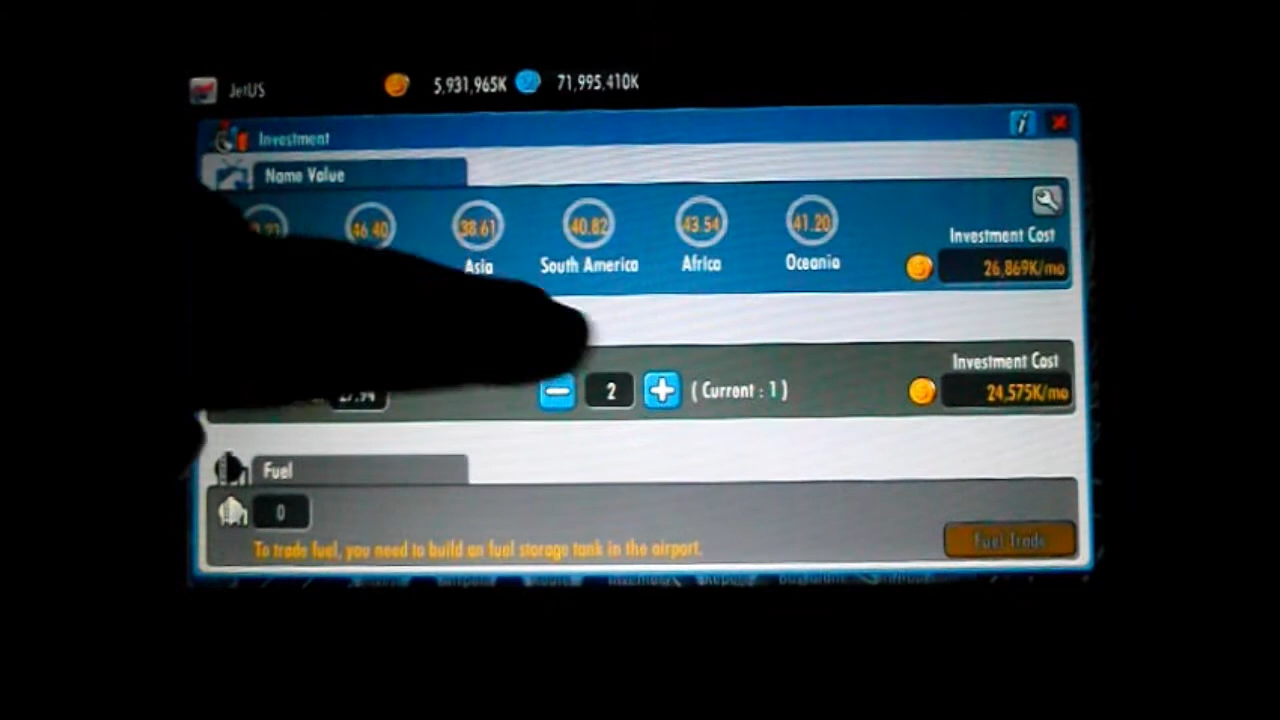 JetUS 5,931,965K 71,995,410K
Investment
Name Value
46.40 38.61 40.82 43.54 41.20
Asia South America Africa Oceania
Investment Cost
26,869K/mo
Investment Cost
2 ( Current : 1 )
24,575K/mo
Fuel
0
To trade fuel, you need to build an fuel storage tank in the airport.
Fuel Trade